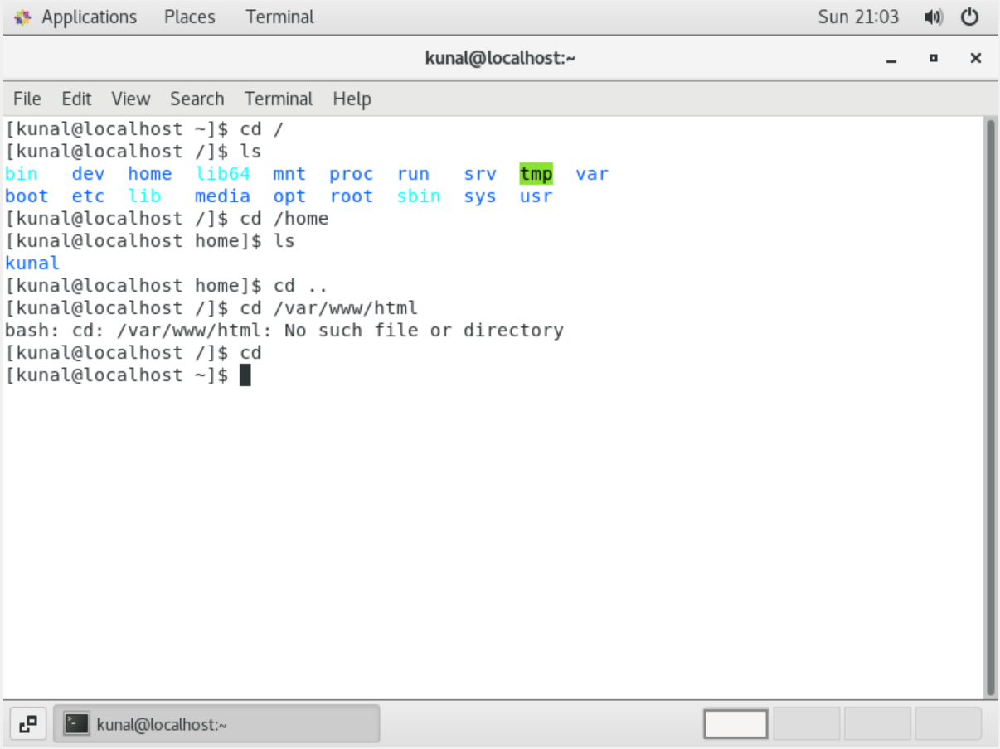 Applications Places Terminal Sun 21:03
kunal@localhost:~
File Edit View Search Terminal Help
[kunal@localhost ~]$ cd /
[kunal@localhost /]$ ls
bin   dev  home  lib64  mnt  proc  run   srv  tmp  var
boot  etc  lib   media  opt  root  sbin  sys  usr
[kunal@localhost /]$ cd /home
[kunal@localhost home]$ ls
kunal
[kunal@localhost home]$ cd ..
[kunal@localhost /]$ cd /var/www/html
bash: cd: /var/www/html: No such file or directory
[kunal@localhost /]$ cd
[kunal@localhost ~]$
kunal@localhost:~